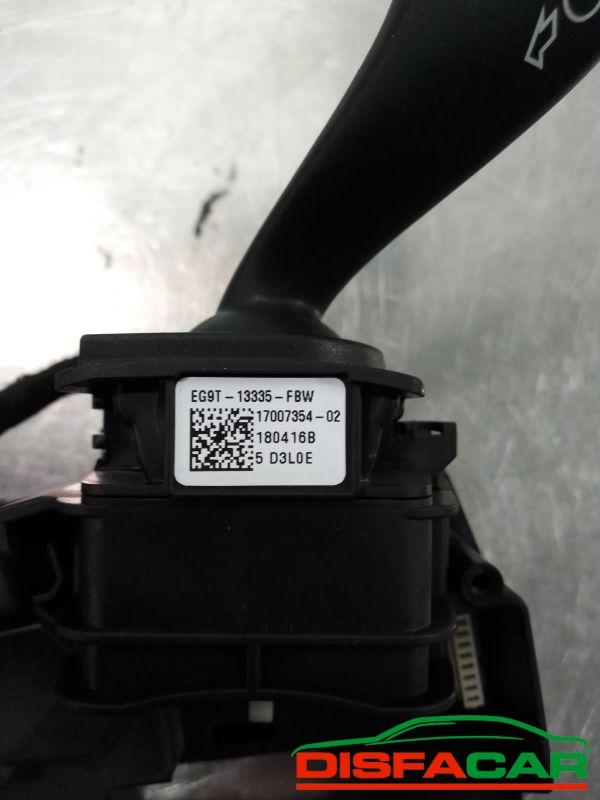 EG9T-13335-FBW
17007354-02
180416B
5 D3L0E
DISFACAR